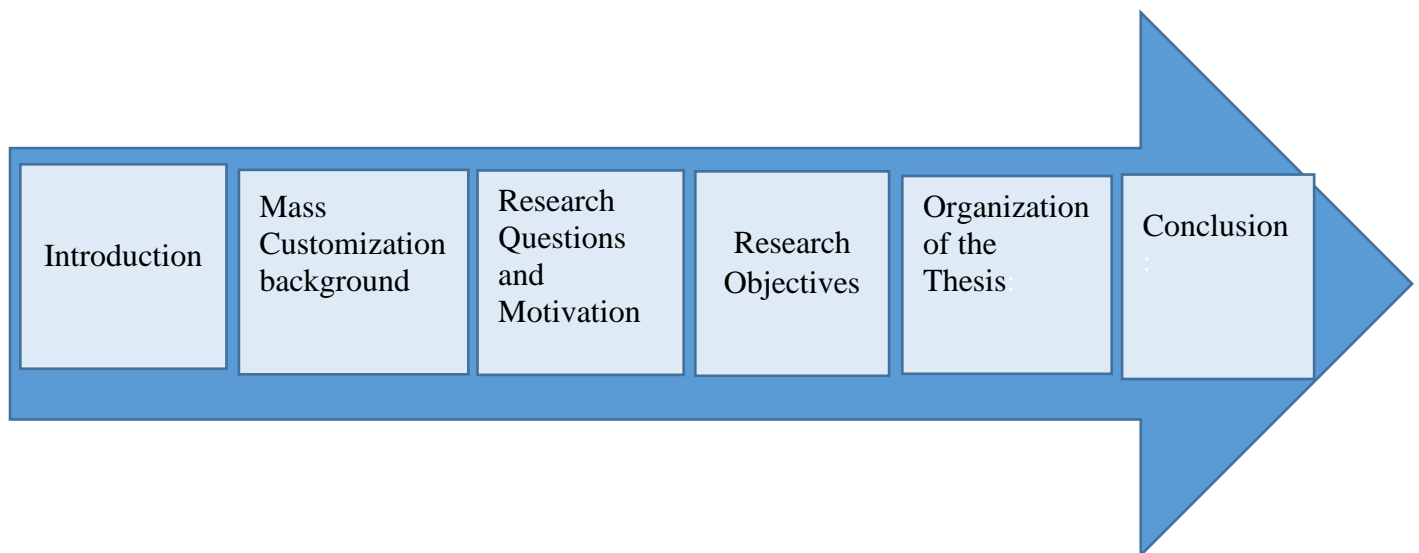 Introduction
Mass
Customization
background
Research
Questions
and
Motivation
Research
Objectives
Organization
of the
Thesis:
Conclusion
: